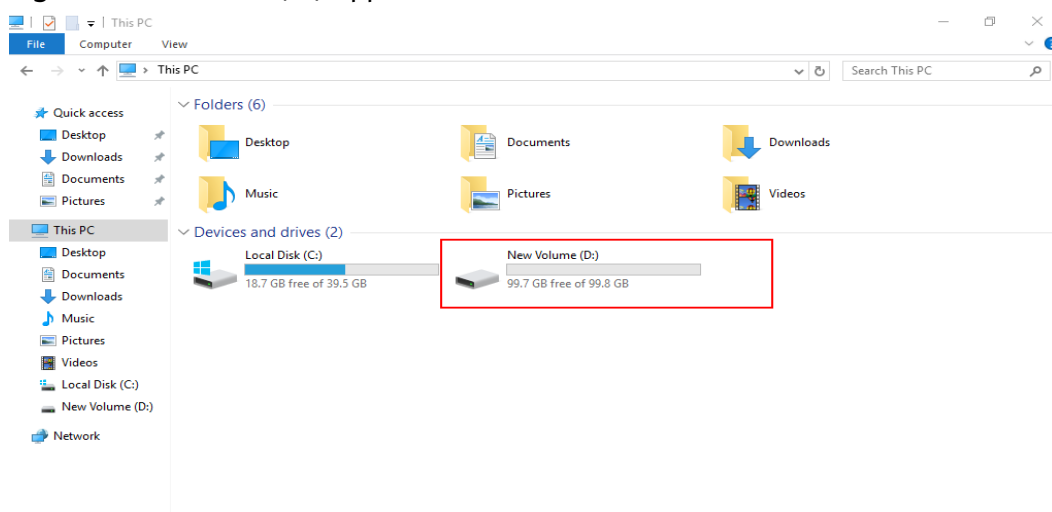 This PC
File Computer View
This PC
Search This PC
Quick access
Desktop
Downloads
Documents
Pictures
This PC
Desktop
Documents
Downloads
Music
Pictures
Videos
Local Disk (C:)
New Volume (D:)
Network
Folders (6)
Desktop Documents Downloads
Music Pictures Videos
Devices and drives (2)
Local Disk (C:) New Volume (D:)
18.7 GB free of 39.5 GB 99.7 GB free of 99.8 GB